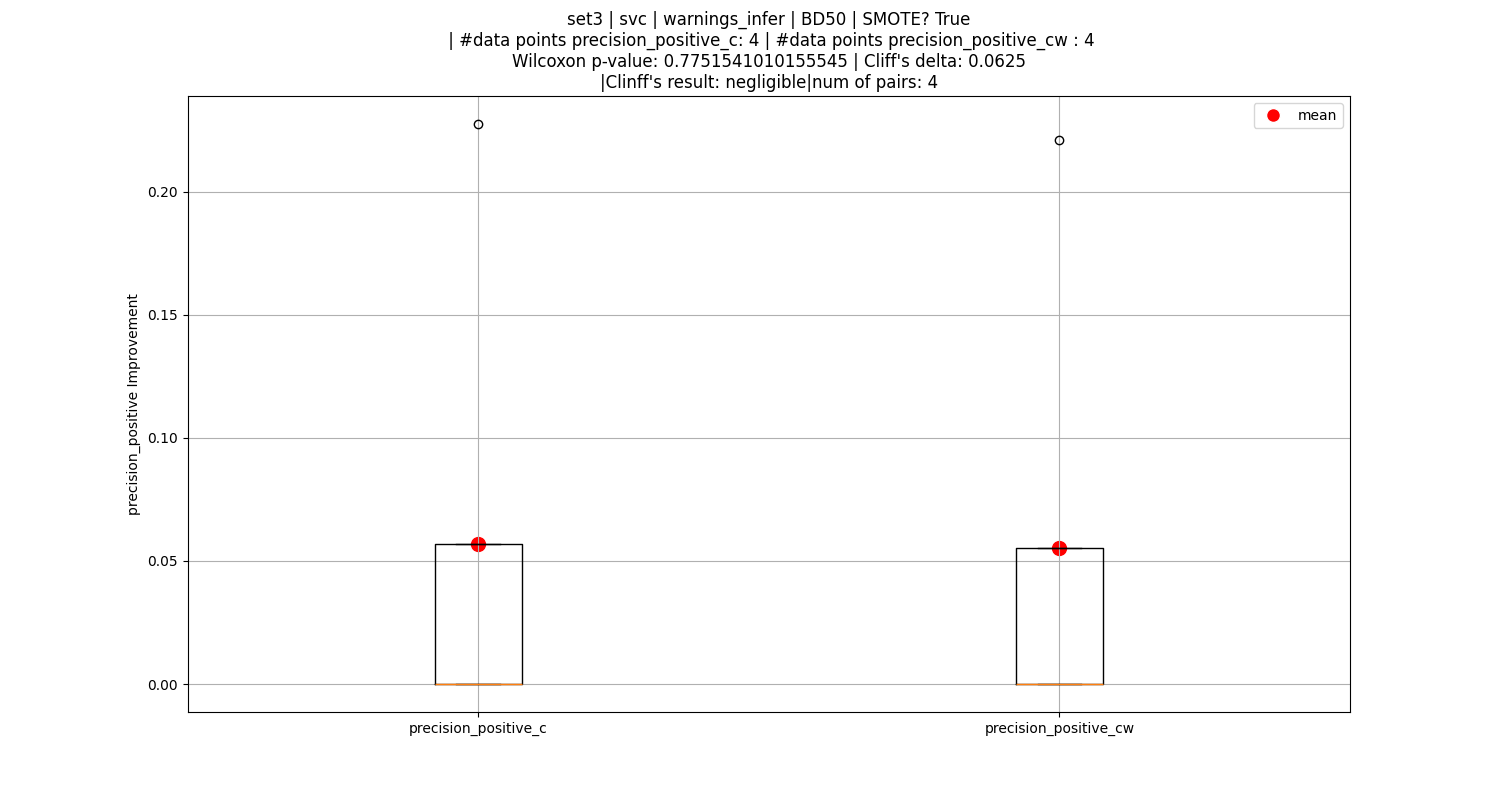 set3 | svc | warnings_infer | BD50 | SMOTE? True
| #data points precision_positive_c: 4 | #data points precision_positive_cw : 4
Wilcoxon p-value: 0.7751541010155545 | Cliff's delta: 0.0625
|Clinff's result: negligible|num of pairs: 4
mean
precision_positive Improvement
0.20
0.15
0.10
0.05
0.00
precision_positive_c
precision_positive_cw